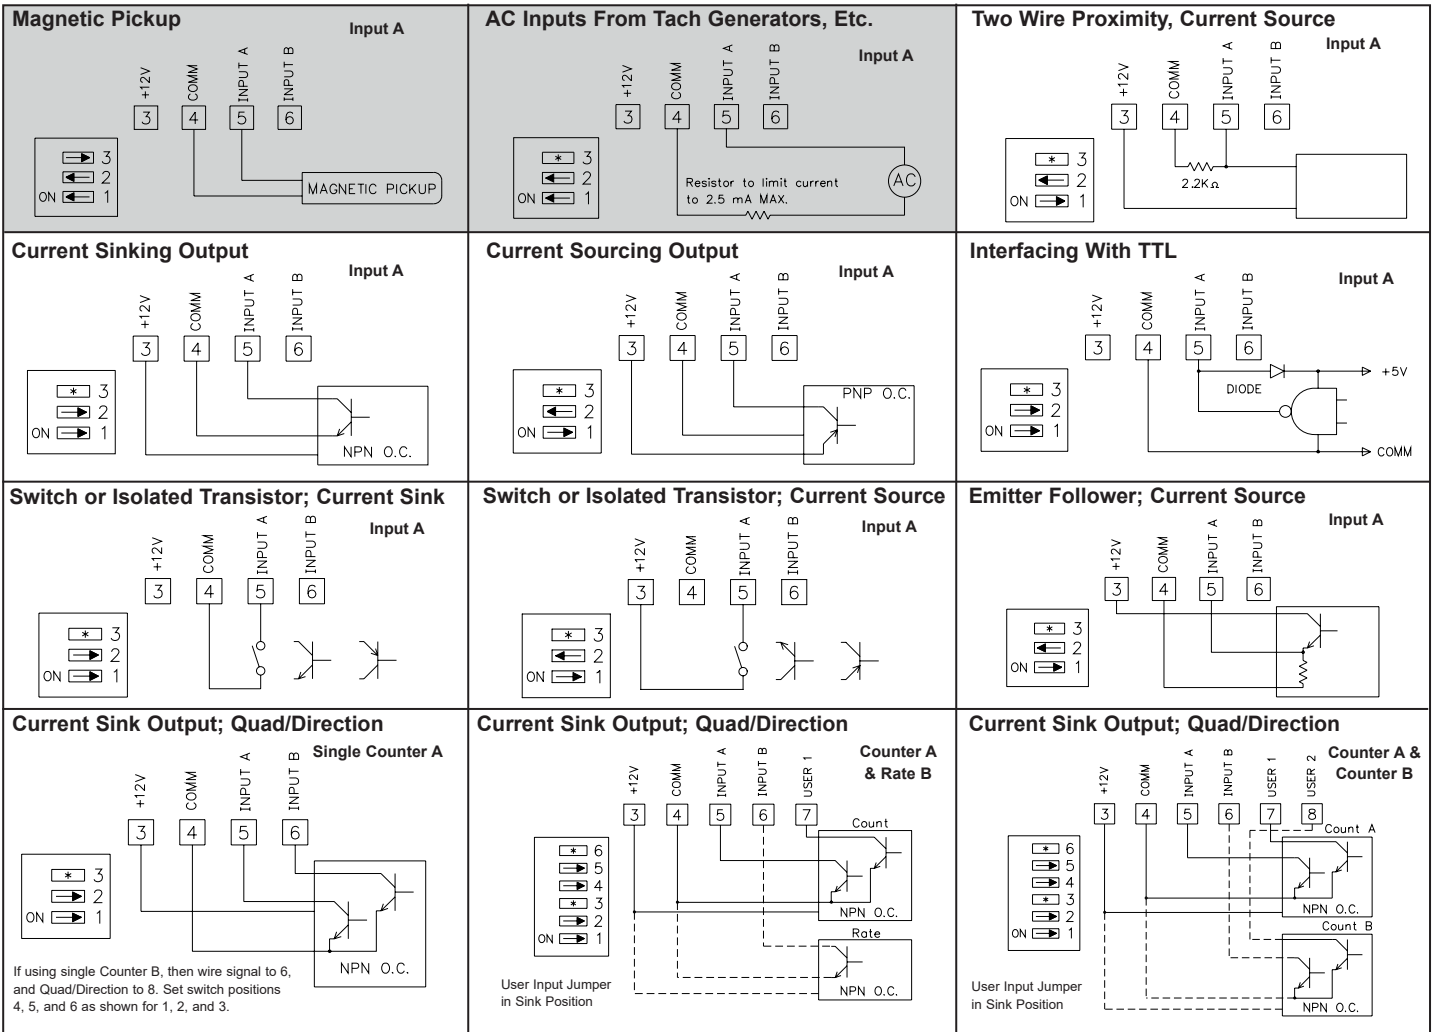 Magnetic Pickup
Input A
+12V
COMM
INPUT A
INPUT B
3
4
5
6
3
2
ON 1
MAGNETIC PICKUP
AC Inputs From Tach Generators, Etc.
Input A
+12V
COMM
INPUT A
INPUT B
3
4
5
6
* 3
2
ON 1
Resistor to limit current
to 2.5 mA MAX.
AC
Two Wire Proximity, Current Source
Input A
+12V
COMM
INPUT A
INPUT B
3
4
5
6
* 3
2
ON 1
2.2KΩ
Current Sinking Output
Input A
+12V
COMM
INPUT A
INPUT B
3
4
5
6
* 3
2
ON 1
NPN O.C.
Current Sourcing Output
Input A
+12V
COMM
INPUT A
INPUT B
3
4
5
6
* 3
2
ON 1
PNP O.C.
Interfacing With TTL
Input A
+12V
COMM
INPUT A
INPUT B
3
4
5
6
* 3
2
ON 1
DIODE
+5V
COMM
Switch or Isolated Transistor; Current Sink
Input A
+12V
COMM
INPUT A
INPUT B
3
4
5
6
* 3
2
ON 1
Switch or Isolated Transistor; Current Source
Input A
+12V
COMM
INPUT A
INPUT B
3
4
5
6
* 3
2
ON 1
Emitter Follower; Current Source
Input A
+12V
COMM
INPUT A
INPUT B
3
4
5
6
* 3
2
ON 1
Current Sink Output; Quad/Direction
Single Counter A
+12V
COMM
INPUT A
INPUT B
3
4
5
6
* 3
2
ON 1
NPN O.C.
If using single Counter B, then wire signal to 6,
and Quad/Direction to 8. Set switch positions
4, 5, and 6 as shown for 1, 2, and 3.
Current Sink Output; Quad/Direction
Counter A
& Rate B
+12V
COMM
INPUT A
INPUT B
USER 1
3
4
5
6
7
Count
* 6
5
4
* 3
2
ON 1
NPN O.C.
Rate
NPN O.C.
User Input Jumper
in Sink Position
Current Sink Output; Quad/Direction
Counter A &
Counter B
+12V
COMM
INPUT A
INPUT B
USER 1
USER 2
3
4
5
6
7
8
Count A
* 6
5
4
* 3
2
ON 1
NPN O.C.
Count B
NPN O.C.
User Input Jumper
in Sink Position